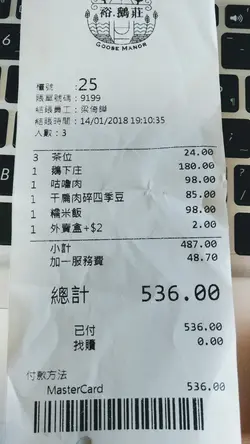 裕.鵝莊
GOOSE MANOR
檯號 :25
賬單號碼 : 9199
結賬員工 : 梁倚嬋
結賬時間 : 14/01/2018 19:10:35
人數 : 3
3 茶位 24.00
1 鵝下庄 180.00
1 咕嚕肉 98.00
1 干扁肉碎四季豆 85.00
1 糯米飯 98.00
1 外賣盒+$2 2.00
小計 487.00
加一服務費 48.70
總計 536.00
已付 536.00
找贖 0.00
付款方法
MasterCard 536.00